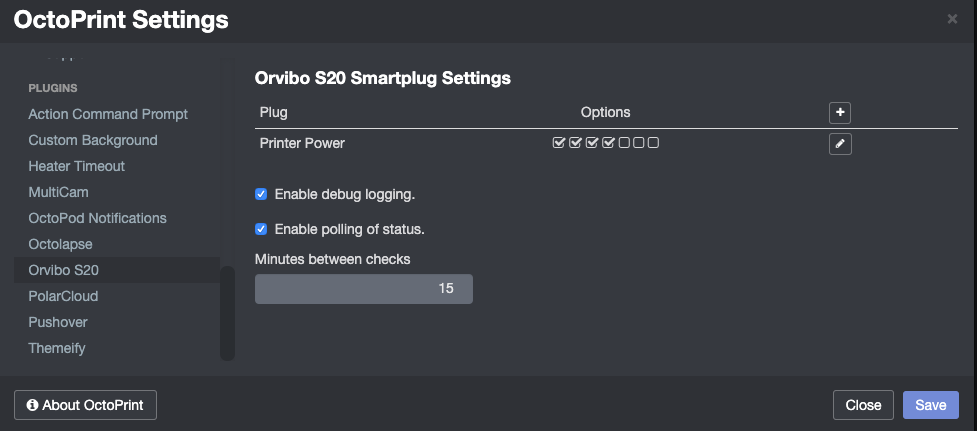 OctoPrint Settings
PLUGINS
Action Command Prompt
Custom Background
Heater Timeout
MultiCam
OctoPod Notifications
Octolapse
Orvibo S20
PolarCloud
Pushover
Themeify
Orvibo S20 Smartplug Settings
Plug Options
Printer Power
Enable debug logging.
Enable polling of status.
Minutes between checks
15
About OctoPrint
Close
Save